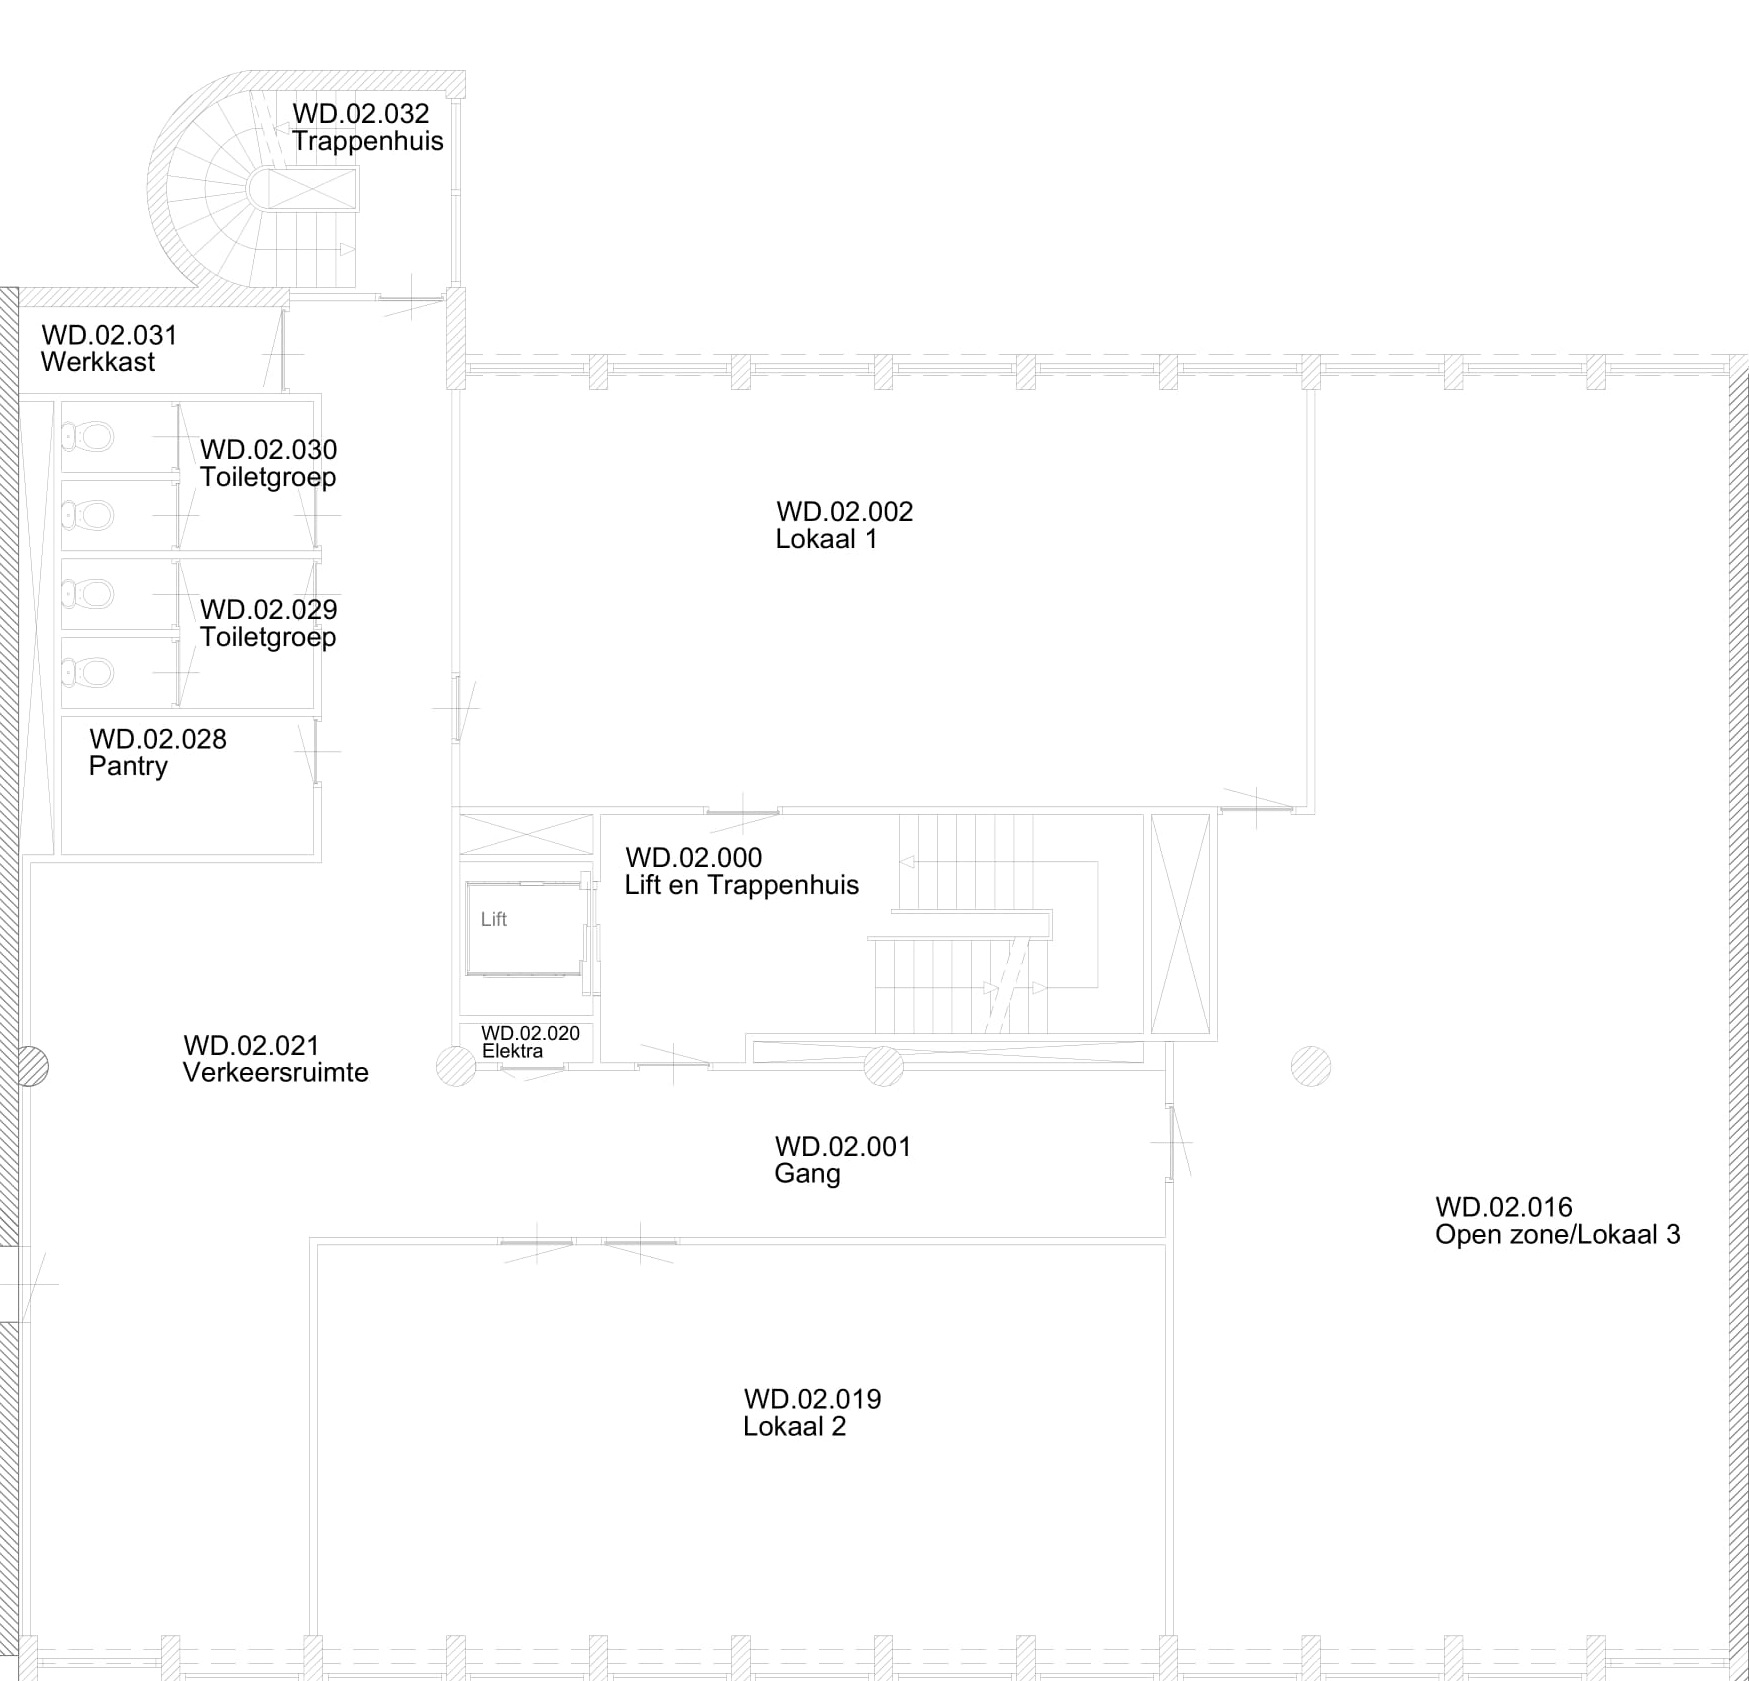 WD.02.032
Trappenhuis
WD.02.031
Werkkast
WD.02.030
Toiletgroep
WD.02.002
Lokaal 1
WD.02.029
Toiletgroep
WD.02.028
Pantry
WD.02.000
Lift en Trappenhuis
Lift
WD.02.020
Elektra
WD.02.021
Verkeersruimte
WD.02.001
Gang
WD.02.016
Open zone/Lokaal 3
WD.02.019
Lokaal 2